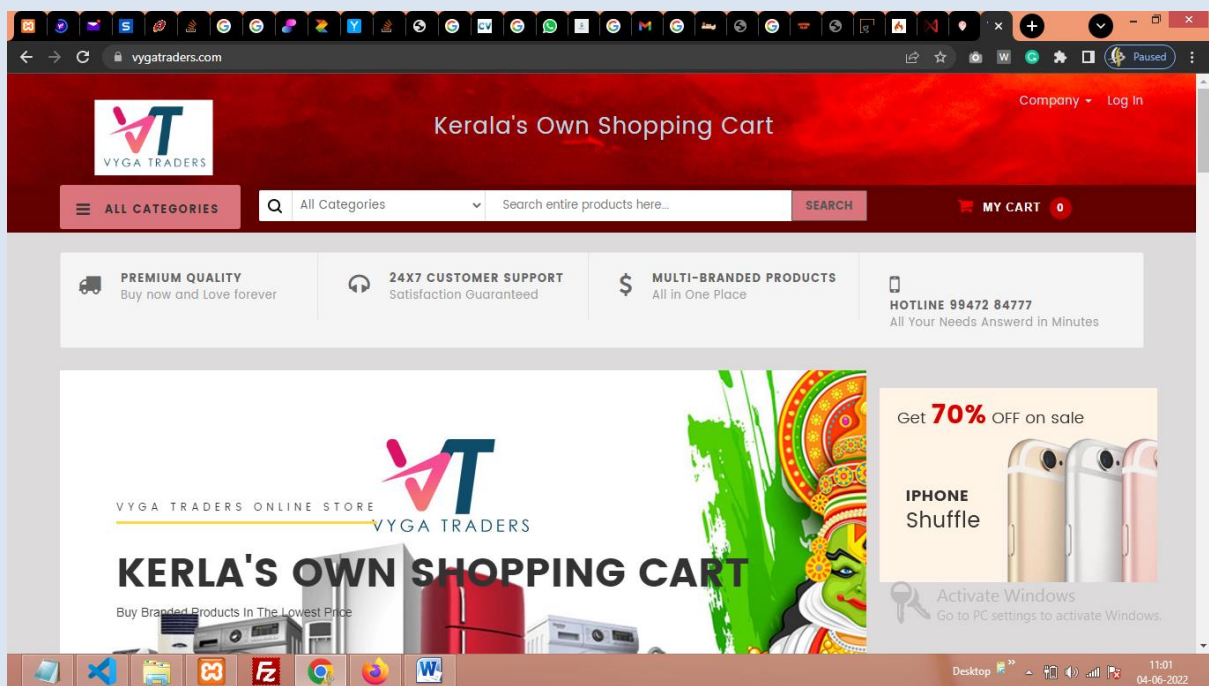 vygatraders.com
Paused
VT
VYGA TRADERS
Kerala's Own Shopping Cart
Company
Log In
ALL CATEGORIES
All Categories
Search entire products here...
SEARCH
MY CART 0
PREMIUM QUALITY
Buy now and Love forever
24X7 CUSTOMER SUPPORT
Satisfaction Guaranteed
MULTI-BRANDED PRODUCTS
All in One Place
HOTLINE 99472 84777
All Your Needs Answerd in Minutes
VT
VYGA TRADERS
VYGA TRADERS ONLINE STORE
KERLA'S OWN SHOPPING CART
Buy Branded Products In The Lowest Price
Get 70% OFF on sale
IPHONE
Shuffle
Activate Windows
Go to PC settings to activate Windows.
Desktop
11:01
04-06-2022